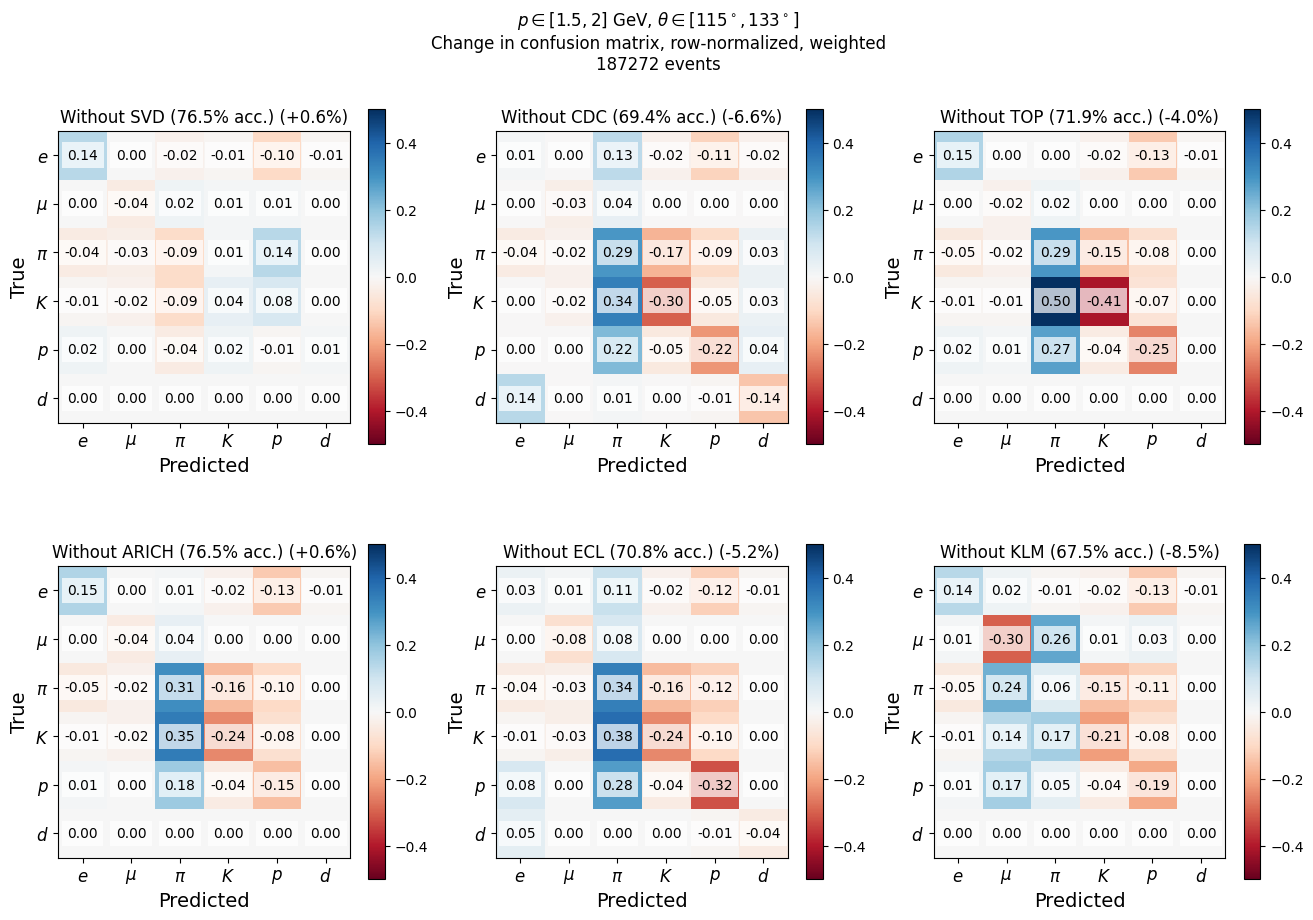 p ∈ [1.5, 2] GeV, θ ∈ [115°, 133°]
Change in confusion matrix, row-normalized, weighted
187272 events
Without SVD (76.5% acc.) (+0.6%)
e 0.14 0.00 -0.02 -0.01 -0.10 -0.01
μ 0.00 -0.04 0.02 0.01 0.01 0.00
π -0.04 -0.03 -0.09 0.01 0.14 0.00
K -0.01 -0.02 -0.09 0.04 0.08 0.00
p 0.02 0.00 -0.04 0.02 -0.01 0.01
d 0.00 0.00 0.00 0.00 0.00 0.00
e μ π K p d
True
Predicted
0.4
0.2
0.0
−0.2
−0.4
Without CDC (69.4% acc.) (-6.6%)
e 0.01 0.00 0.13 -0.02 -0.11 -0.02
μ 0.00 -0.03 0.04 0.00 0.00 0.00
π -0.04 -0.02 0.29 -0.17 -0.09 0.03
K 0.00 -0.02 0.34 -0.30 -0.05 0.03
p 0.00 0.00 0.22 -0.05 -0.22 0.04
d 0.14 0.00 0.01 0.00 -0.01 -0.14
e μ π K p d
True
Predicted
0.4
0.2
0.0
−0.2
−0.4
Without TOP (71.9% acc.) (-4.0%)
e 0.15 0.00 0.00 -0.02 -0.13 -0.01
μ 0.00 -0.02 0.02 0.00 0.00 0.00
π -0.05 -0.02 0.29 -0.15 -0.08 0.00
K -0.01 -0.01 0.50 -0.41 -0.07 0.00
p 0.02 0.01 0.27 -0.04 -0.25 0.00
d 0.00 0.00 0.00 0.00 0.00 0.00
e μ π K p d
True
Predicted
0.4
0.2
0.0
−0.2
−0.4
Without ARICH (76.5% acc.) (+0.6%)
e 0.15 0.00 0.01 -0.02 -0.13 -0.01
μ 0.00 -0.04 0.04 0.00 0.00 0.00
π -0.05 -0.02 0.31 -0.16 -0.10 0.00
K -0.01 -0.02 0.35 -0.24 -0.08 0.00
p 0.01 0.00 0.18 -0.04 -0.15 0.00
d 0.00 0.00 0.00 0.00 0.00 0.00
e μ π K p d
True
Predicted
0.4
0.2
0.0
−0.2
−0.4
Without ECL (70.8% acc.) (-5.2%)
e 0.03 0.01 0.11 -0.02 -0.12 -0.01
μ 0.00 -0.08 0.08 0.00 0.00 0.00
π -0.04 -0.03 0.34 -0.16 -0.12 0.00
K -0.01 -0.03 0.38 -0.24 -0.10 0.00
p 0.08 0.00 0.28 -0.04 -0.32 0.00
d 0.05 0.00 0.00 0.00 -0.01 -0.04
e μ π K p d
True
Predicted
0.4
0.2
0.0
−0.2
−0.4
Without KLM (67.5% acc.) (-8.5%)
e 0.14 0.02 -0.01 -0.02 -0.13 -0.01
μ 0.01 -0.30 0.26 0.01 0.03 0.00
π -0.05 0.24 0.06 -0.15 -0.11 0.00
K -0.01 0.14 0.17 -0.21 -0.08 0.00
p 0.01 0.17 0.05 -0.04 -0.19 0.00
d 0.00 0.00 0.00 0.00 0.00 0.00
e μ π K p d
True
Predicted
0.4
0.2
0.0
−0.2
−0.4